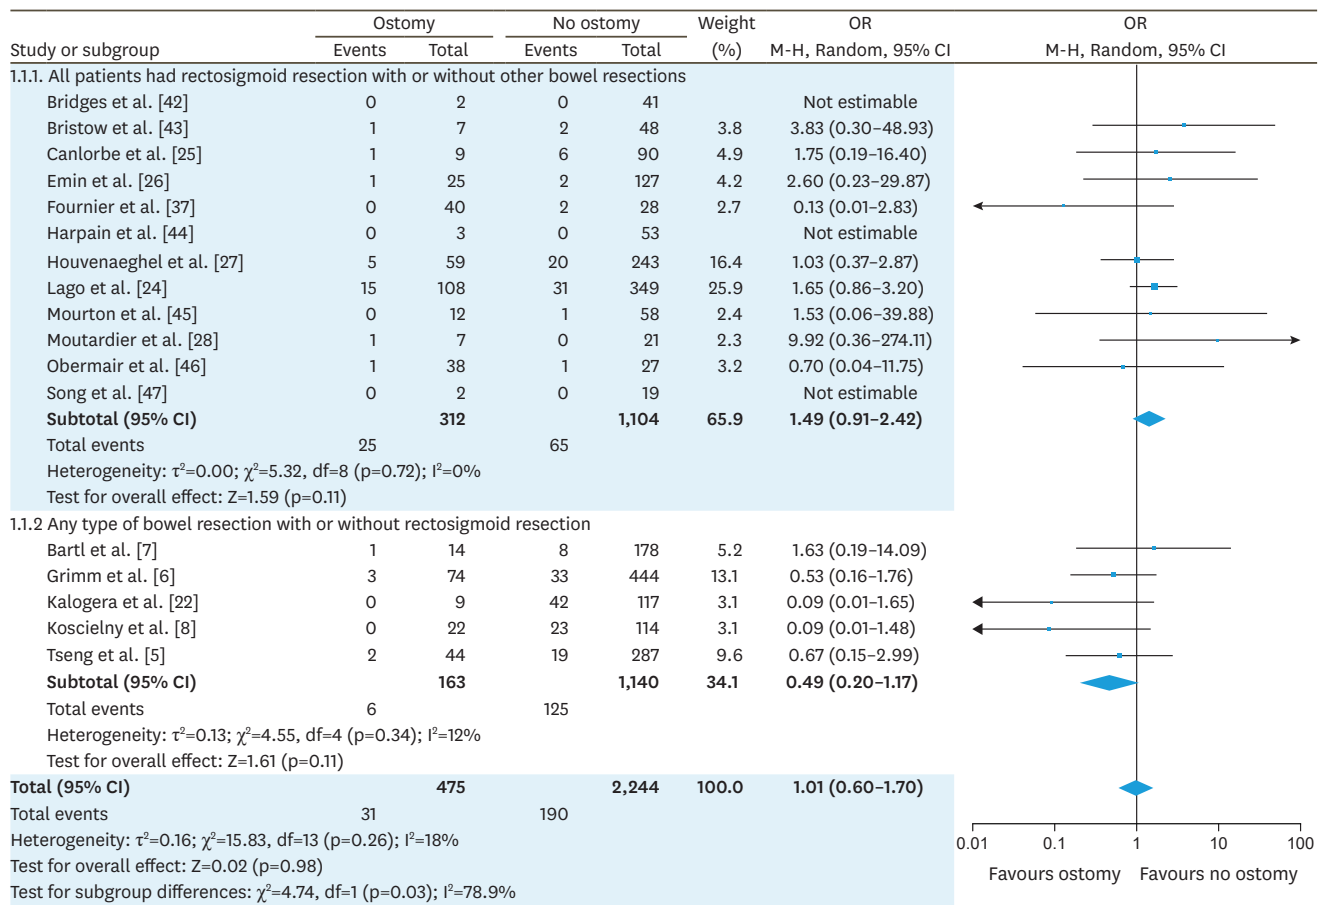 Ostomy No ostomy Weight OR OR
Study or subgroup Events Total Events Total (%) M-H, Random, 95% CI M-H, Random, 95% CI
1.1.1. All patients had rectosigmoid resection with or without other bowel resections
Bridges et al. [42] 0 2 0 41 Not estimable
Bristow et al. [43] 1 7 2 48 3.8 3.83 (0.30–48.93)
Canlorbe et al. [25] 1 9 6 90 4.9 1.75 (0.19–16.40)
Emin et al. [26] 1 25 2 127 4.2 2.60 (0.23–29.87)
Fournier et al. [37] 0 40 2 28 2.7 0.13 (0.01–2.83)
Harpain et al. [44] 0 3 0 53 Not estimable
Houvenaeghel et al. [27] 5 59 20 243 16.4 1.03 (0.37–2.87)
Lago et al. [24] 15 108 31 349 25.9 1.65 (0.86–3.20)
Mourton et al. [45] 0 12 1 58 2.4 1.53 (0.06–39.88)
Moutardier et al. [28] 1 7 0 21 2.3 9.92 (0.36–274.11)
Obermair et al. [46] 1 38 1 27 3.2 0.70 (0.04–11.75)
Song et al. [47] 0 2 0 19 Not estimable
Subtotal (95% CI) 312 1,104 65.9 1.49 (0.91–2.42)
Total events 25 65
Heterogeneity: τ²=0.00; χ²=5.32, df=8 (p=0.72); I²=0%
Test for overall effect: Z=1.59 (p=0.11)
1.1.2 Any type of bowel resection with or without rectosigmoid resection
Bartl et al. [7] 1 14 8 178 5.2 1.63 (0.19–14.09)
Grimm et al. [6] 3 74 33 444 13.1 0.53 (0.16–1.76)
Kalogera et al. [22] 0 9 42 117 3.1 0.09 (0.01–1.65)
Koscielny et al. [8] 0 22 23 114 3.1 0.09 (0.01–1.48)
Tseng et al. [5] 2 44 19 287 9.6 0.67 (0.15–2.99)
Subtotal (95% CI) 163 1,140 34.1 0.49 (0.20–1.17)
Total events 6 125
Heterogeneity: τ²=0.13; χ²=4.55, df=4 (p=0.34); I²=12%
Test for overall effect: Z=1.61 (p=0.11)
Total (95% CI) 475 2,244 100.0 1.01 (0.60–1.70)
Total events 31 190
Heterogeneity: τ²=0.16; χ²=15.83, df=13 (p=0.26); I²=18%
Test for overall effect: Z=0.02 (p=0.98)
Test for subgroup differences: χ²=4.74, df=1 (p=0.03); I²=78.9%
0.01 0.1 1 10 100
Favours ostomy Favours no ostomy